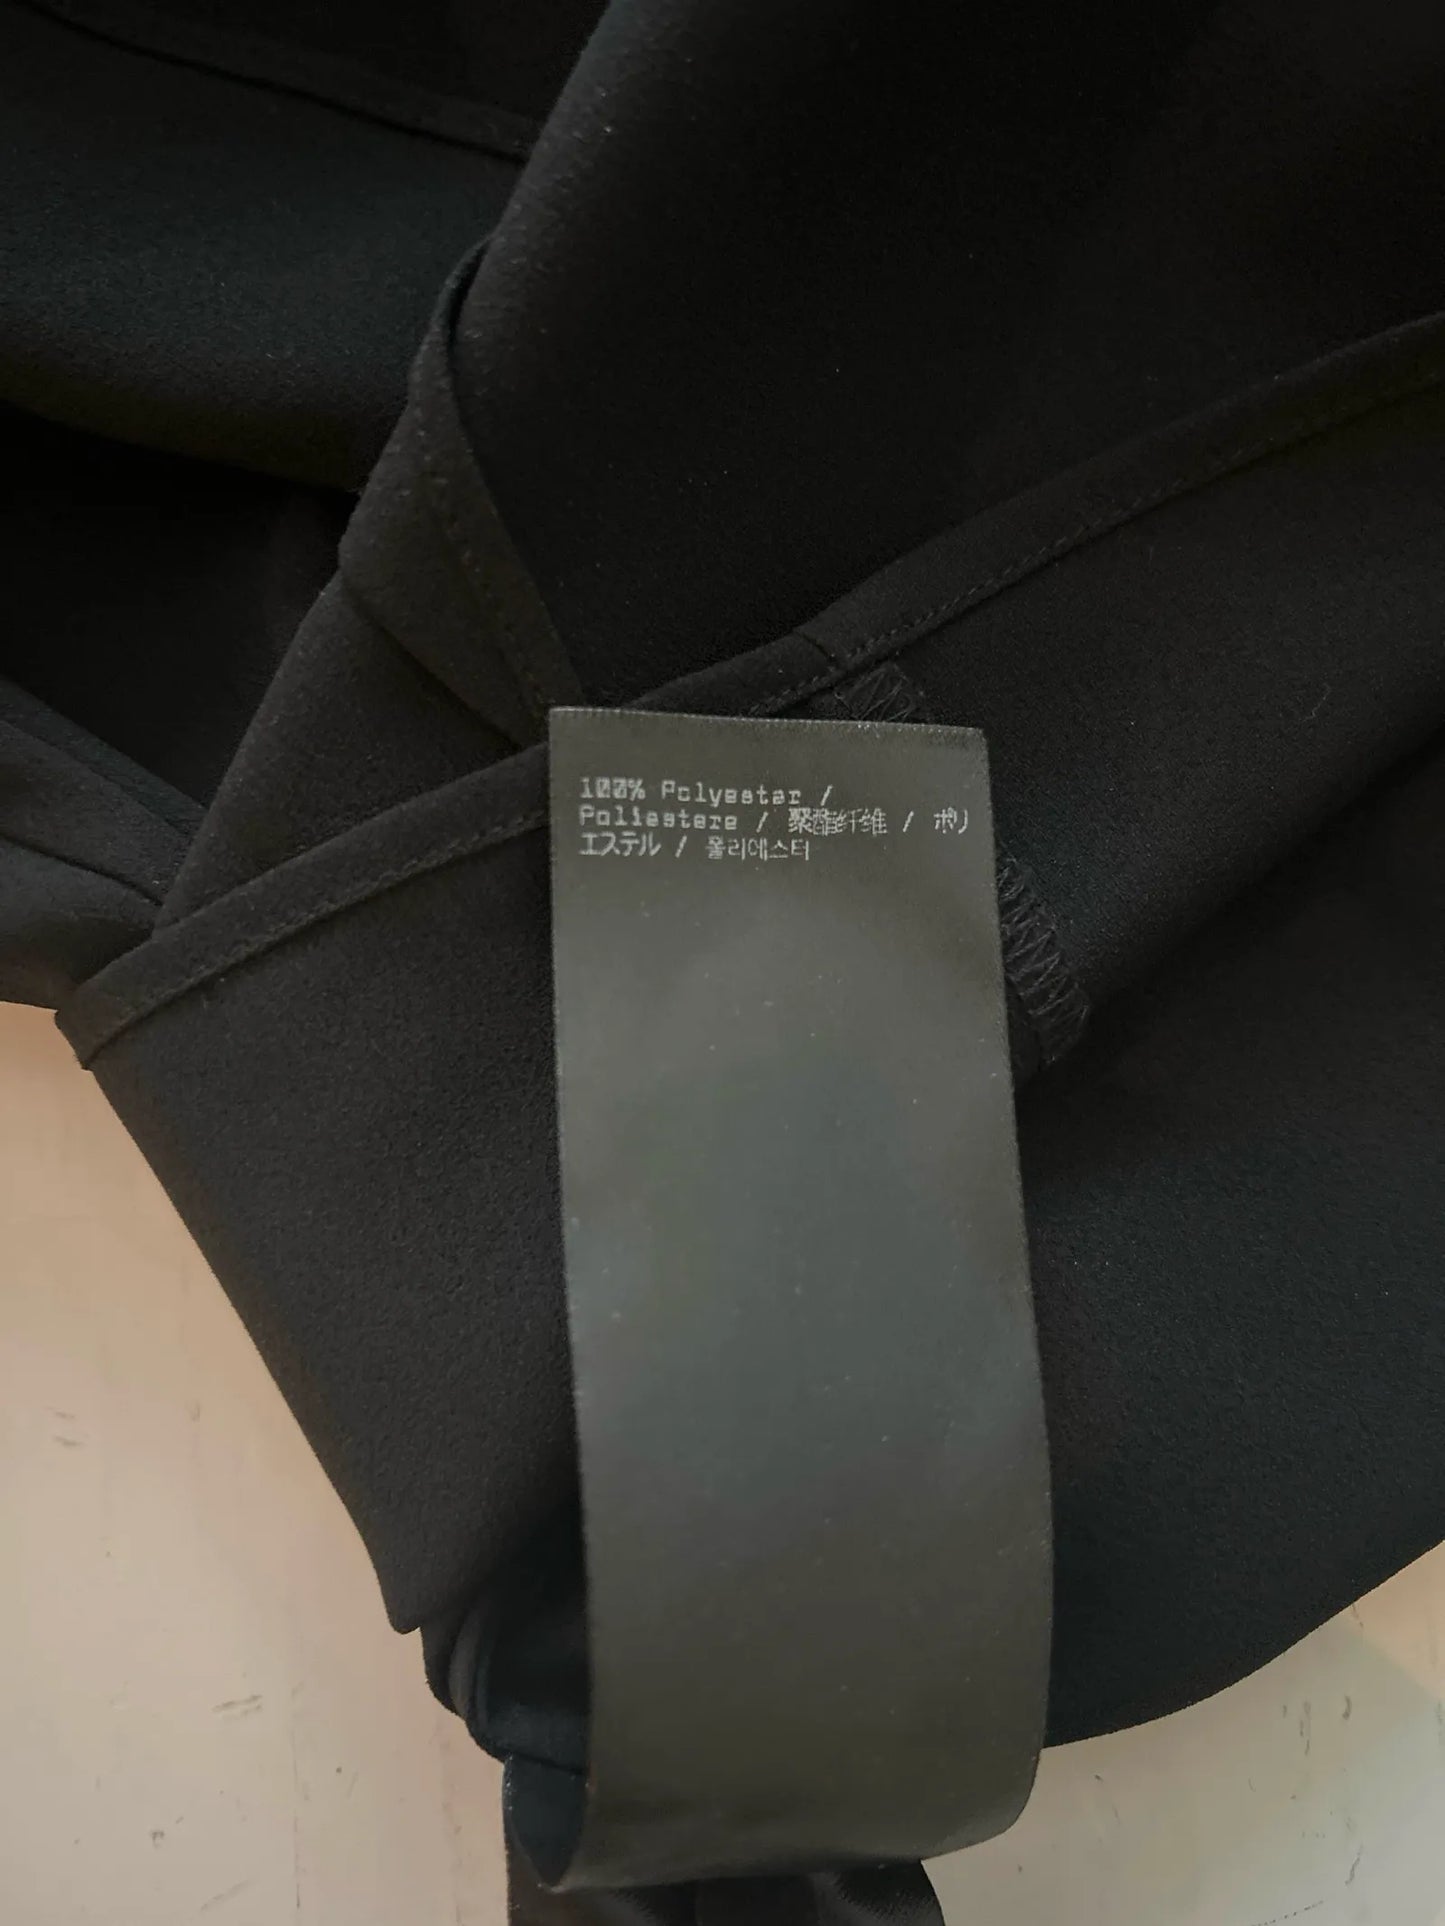 100% Polyester /
Poliestere / 聚酯纤维 / ポリ
エステル / 폴리에스터